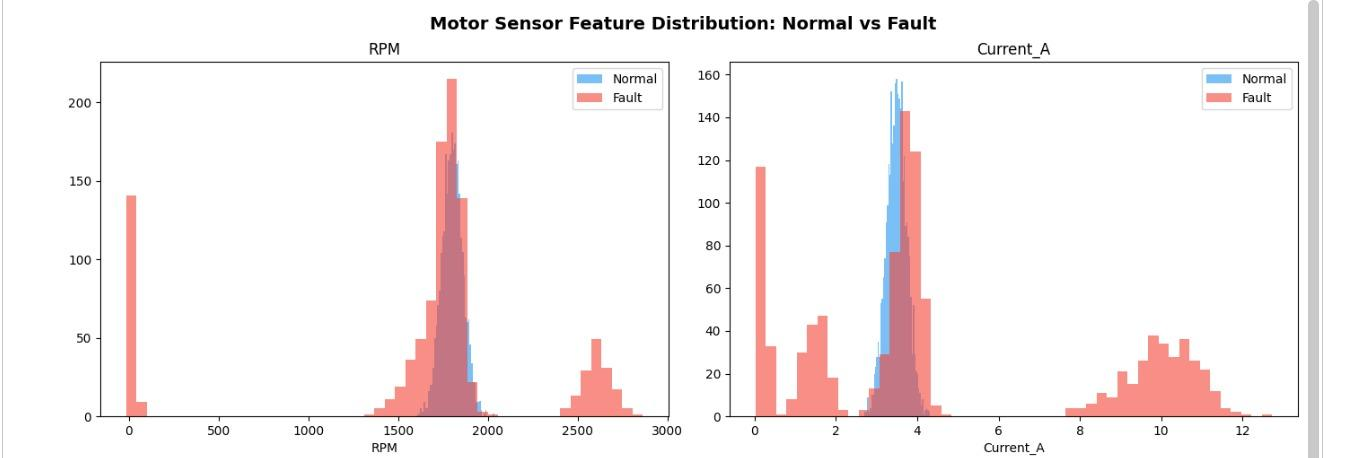 Motor Sensor Feature Distribution: Normal vs Fault
RPM
Normal
Fault
200
150
100
50
0
0 500 1000 1500 2000 2500 3000
RPM
Current_A
Normal
Fault
160
140
120
100
80
60
40
20
0
0 2 4 6 8 10 12
Current_A